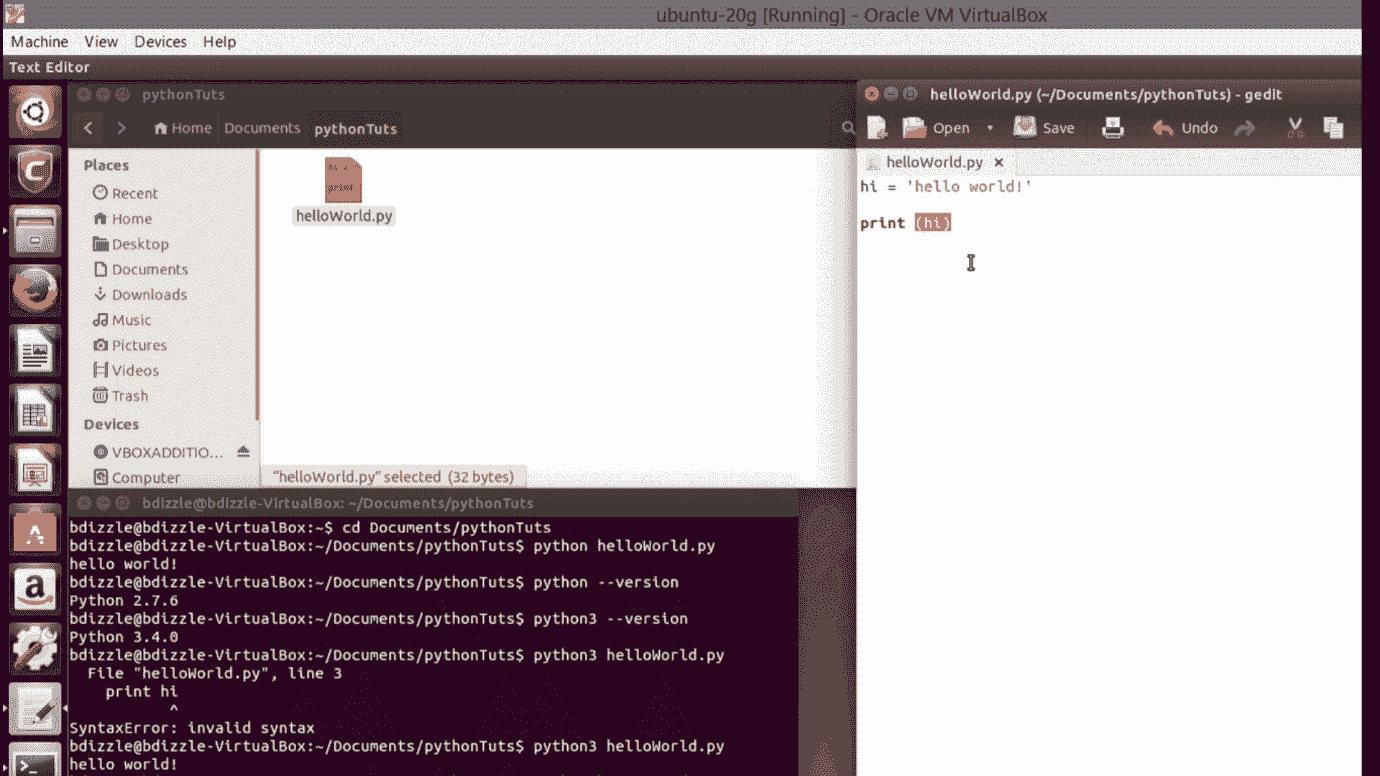 ubuntu-20g [Running] - Oracle VM VirtualBox
Machine View Devices Help
Text Editor
pythonTuts
Home Documents pythonTuts
Places
Recent
Home
Desktop
Documents
Downloads
Music
Pictures
Videos
Trash
Devices
VBOXADDITIO...
Computer
hi =
print
helloWorld.py
"helloWorld.py" selected (32 bytes)
helloWorld.py (~/Documents/pythonTuts) - gedit
Open Save Undo
helloWorld.py
hi = 'hello world!'
print (hi)
bdizzle@bdizzle-VirtualBox: ~/Documents/pythonTuts
bdizzle@bdizzle-VirtualBox:~$ cd Documents/pythonTuts
bdizzle@bdizzle-VirtualBox:~/Documents/pythonTuts$ python helloWorld.py
hello world!
bdizzle@bdizzle-VirtualBox:~/Documents/pythonTuts$ python --version
Python 2.7.6
bdizzle@bdizzle-VirtualBox:~/Documents/pythonTuts$ python3 --version
Python 3.4.0
bdizzle@bdizzle-VirtualBox:~/Documents/pythonTuts$ python3 helloWorld.py
File "helloWorld.py", line 3
print hi
^
SyntaxError: invalid syntax
bdizzle@bdizzle-VirtualBox:~/Documents/pythonTuts$ python3 helloWorld.py
hello world!